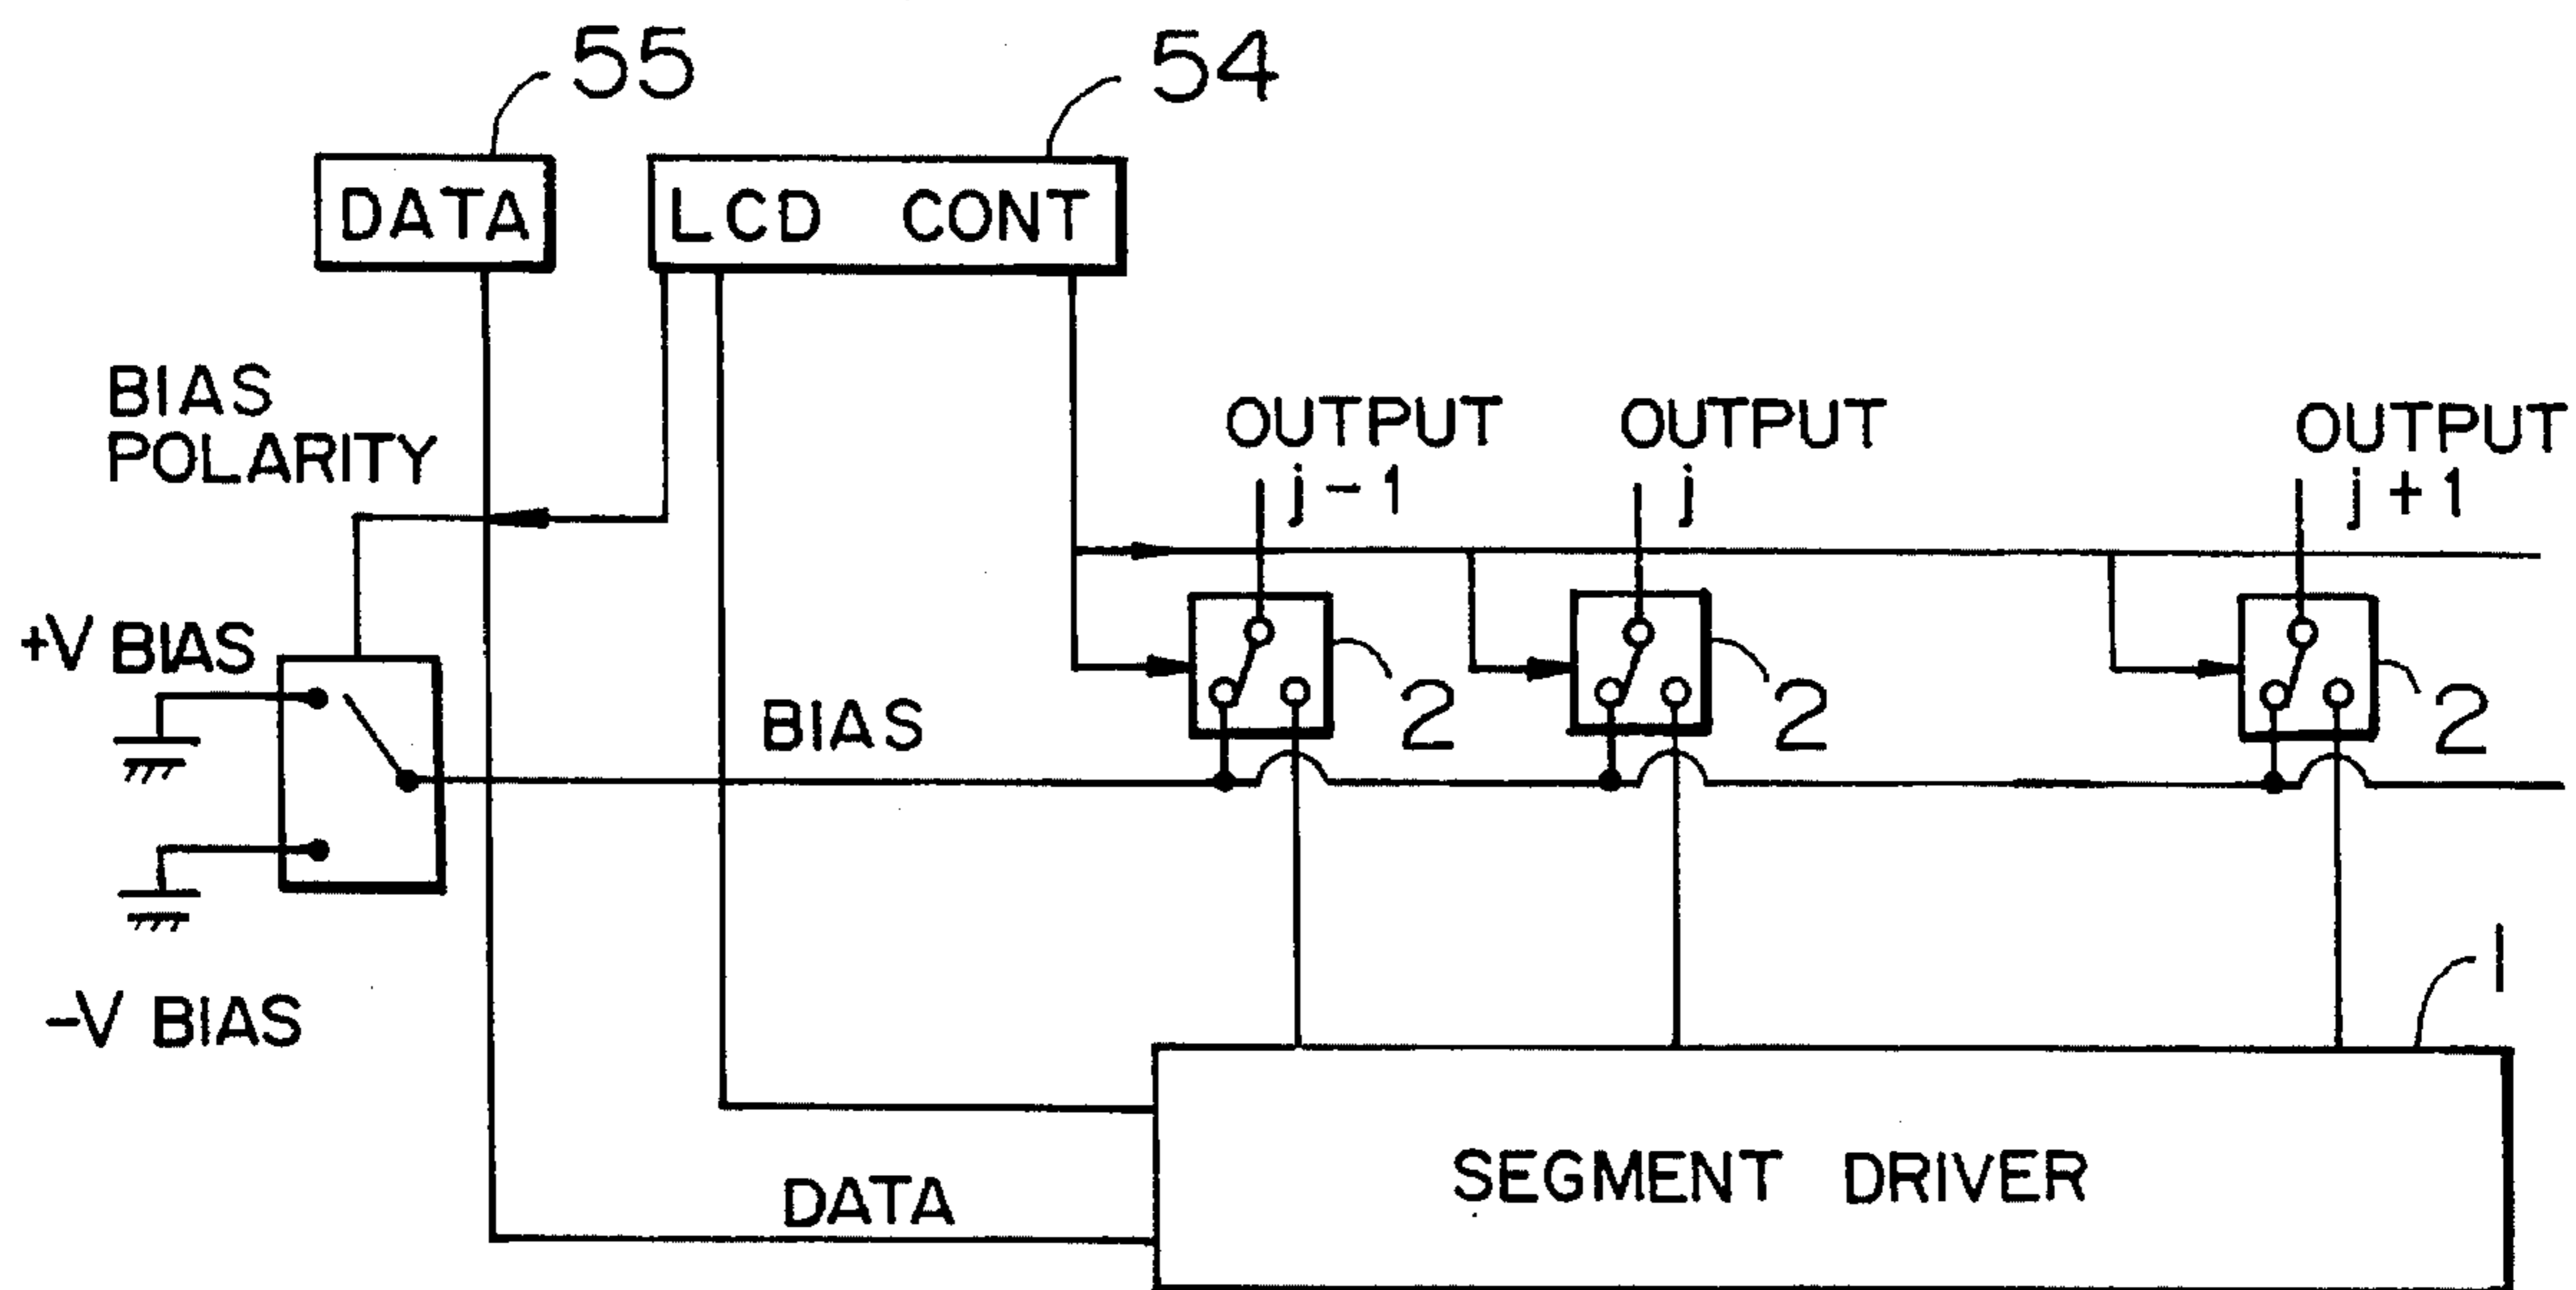 55
54
DATA
LCD CONT
BIAS
POLARITY
OUTPUT
j - 1
OUTPUT
j
OUTPUT
j + 1
+V BIAS
BIAS
2
2
2
-V BIAS
1
DATA
SEGMENT DRIVER